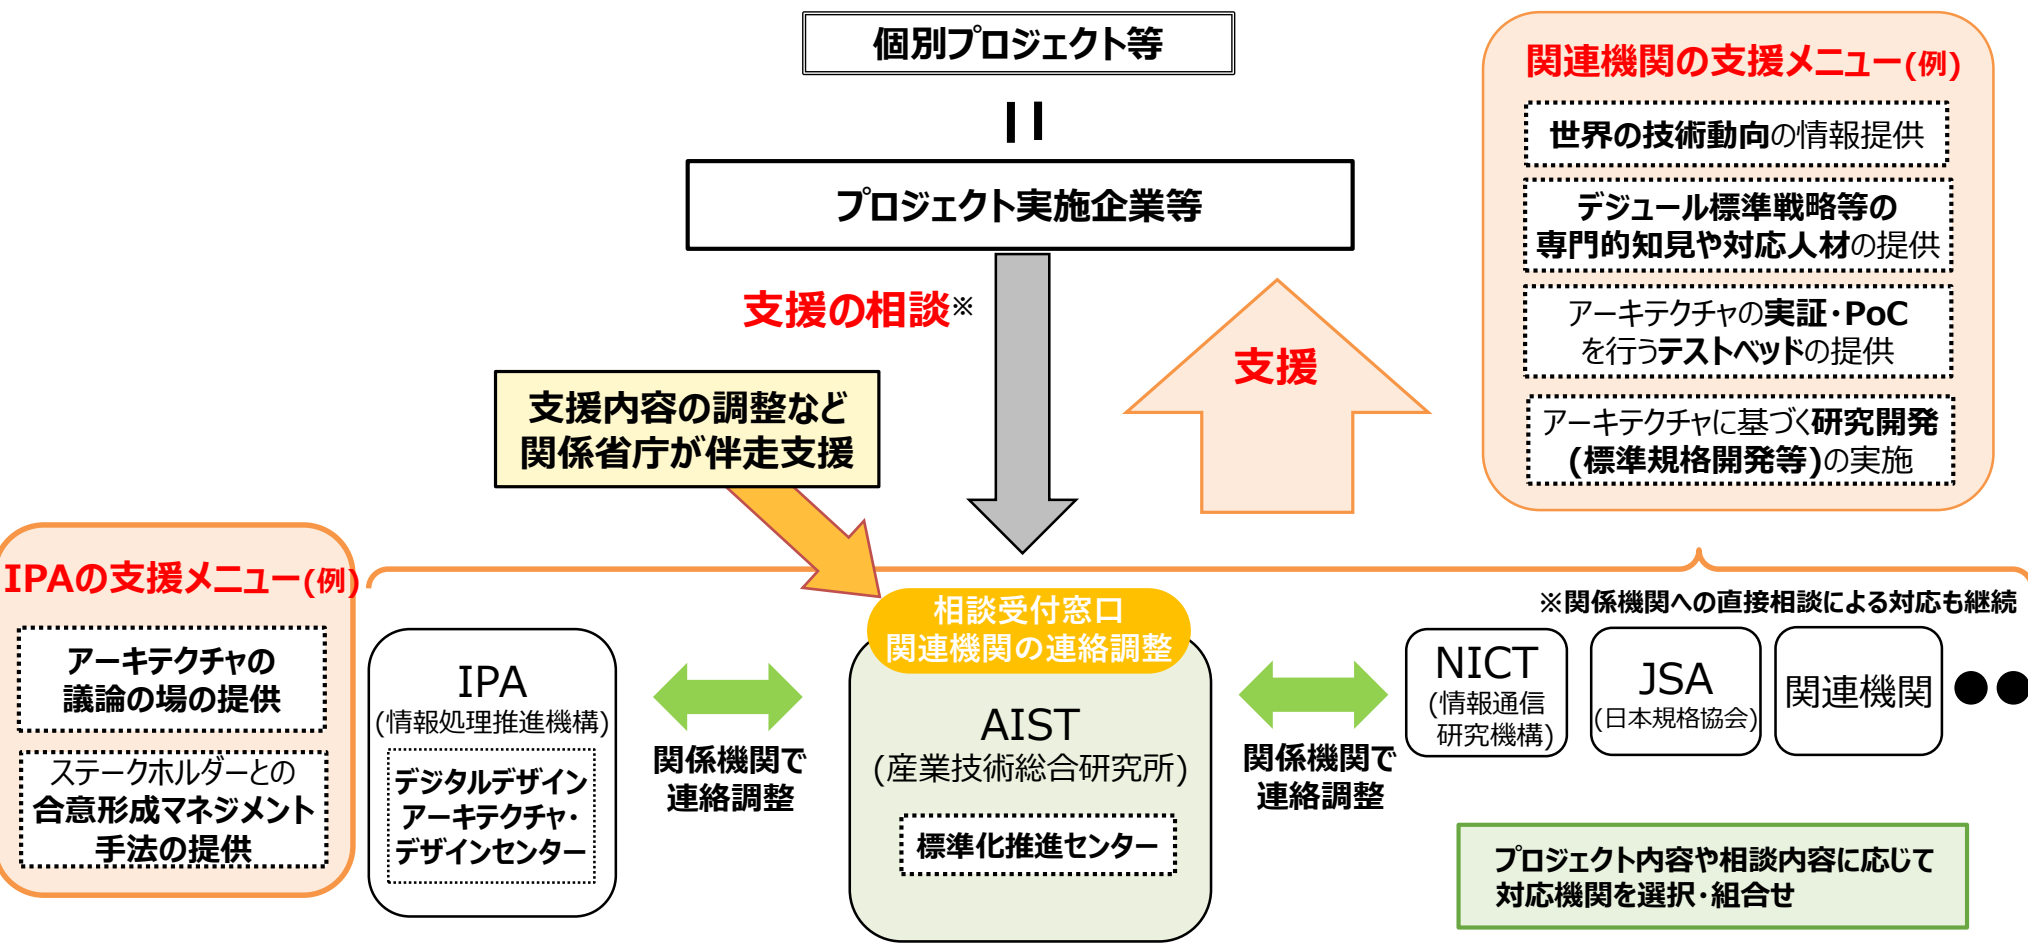 個別プロジェクト等
プロジェクト実施企業等
支援の相談※
支援
支援内容の調整など
関係省庁が伴走支援
関連機関の支援メニュー(例)
世界の技術動向の情報提供
デジュール標準戦略等の
専門的知見や対応人材の提供
アーキテクチャの実証・PoC
を行うテストベッドの提供
アーキテクチャに基づく研究開発
(標準規格開発等)の実施
IPAの支援メニュー(例)
アーキテクチャの
議論の場の提供
ステークホルダーとの
合意形成マネジメント
手法の提供
IPA
(情報処理推進機構)
デジタルデザイン
アーキテクチャ・
デザインセンター
関係機関で
連絡調整
相談受付窓口
関連機関の連絡調整
AIST
(産業技術総合研究所)
標準化推進センター
関係機関で
連絡調整
※関係機関への直接相談による対応も継続
NICT
(情報通信
研究機構)
JSA
(日本規格協会)
関連機関
●●
プロジェクト内容や相談内容に応じて
対応機関を選択・組合せ